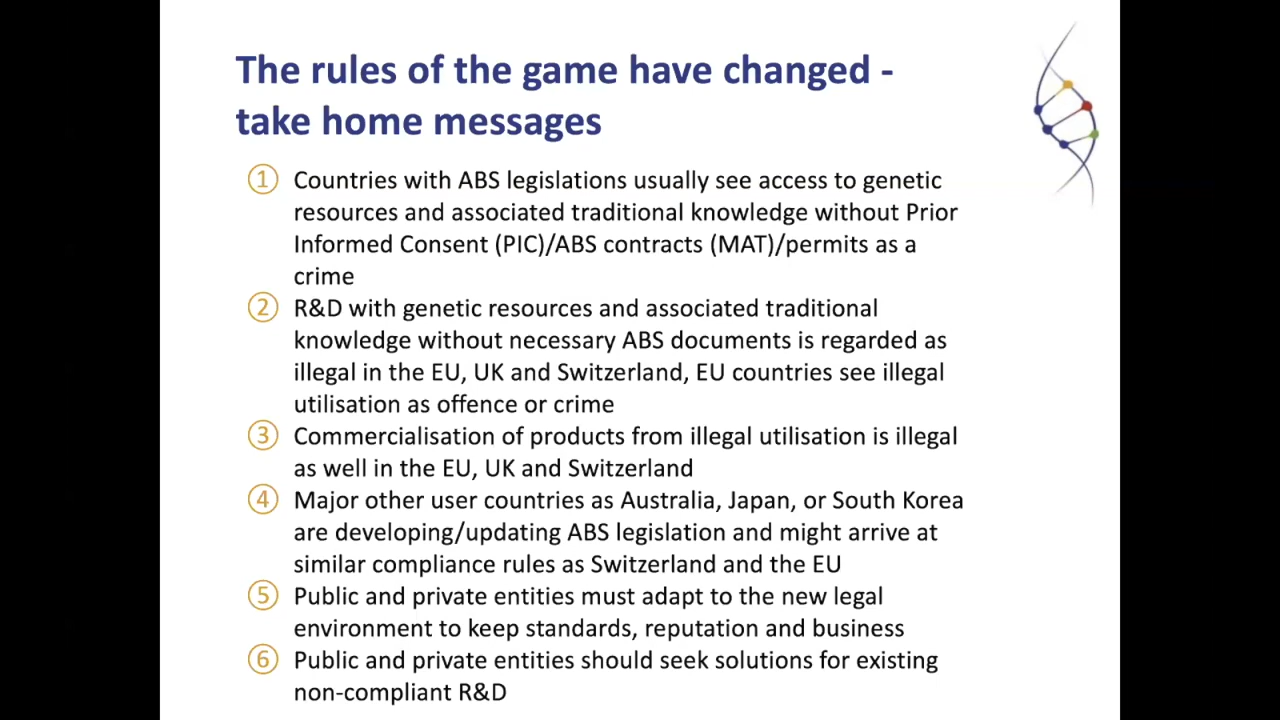 The rules of the game have changed -
take home messages
① Countries with ABS legislations usually see access to genetic
resources and associated traditional knowledge without Prior
Informed Consent (PIC)/ABS contracts (MAT)/permits as a
crime
② R&D with genetic resources and associated traditional
knowledge without necessary ABS documents is regarded as
illegal in the EU, UK and Switzerland, EU countries see illegal
utilisation as offence or crime
③ Commercialisation of products from illegal utilisation is illegal
as well in the EU, UK and Switzerland
④ Major other user countries as Australia, Japan, or South Korea
are developing/updating ABS legislation and might arrive at
similar compliance rules as Switzerland and the EU
⑤ Public and private entities must adapt to the new legal
environment to keep standards, reputation and business
⑥ Public and private entities should seek solutions for existing
non-compliant R&D